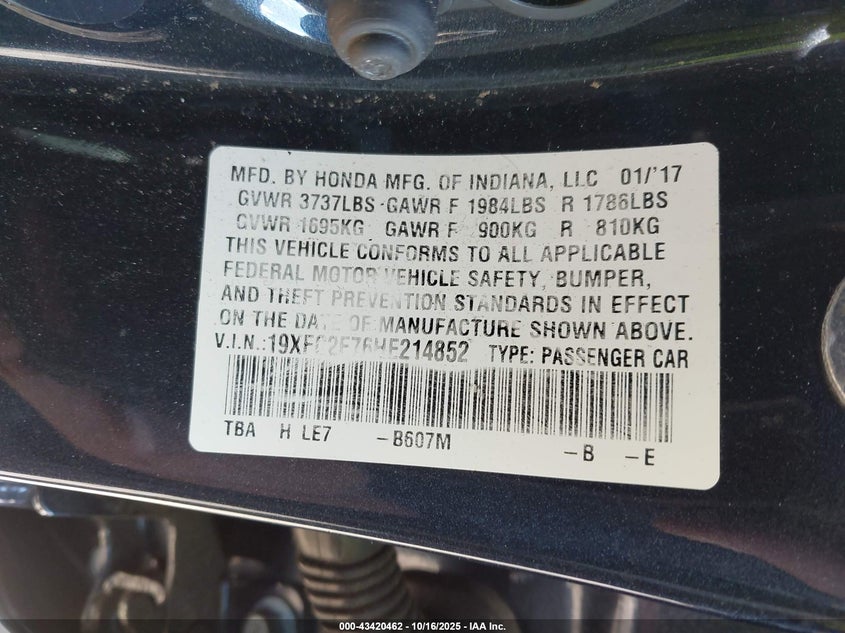 MFD. BY HONDA MFG. OF INDIANA, LLC 01/'17
GVWR 3737LBS GAWR F 1984LBS R 1786LBS
GVWR 1695KG GAWR F 900KG R 810KG
THIS VEHICLE CONFORMS TO ALL APPLICABLE
FEDERAL MOTOR VEHICLE SAFETY, BUMPER,
AND THEFT PREVENTION STANDARDS IN EFFECT
ON THE DATE OF MANUFACTURE SHOWN ABOVE.
V.I.N.: TYPE: PASSENGER CAR
TBA H LE7 -B607M -B -E
000-43420462 - 10/16/2025 - IAA Inc.